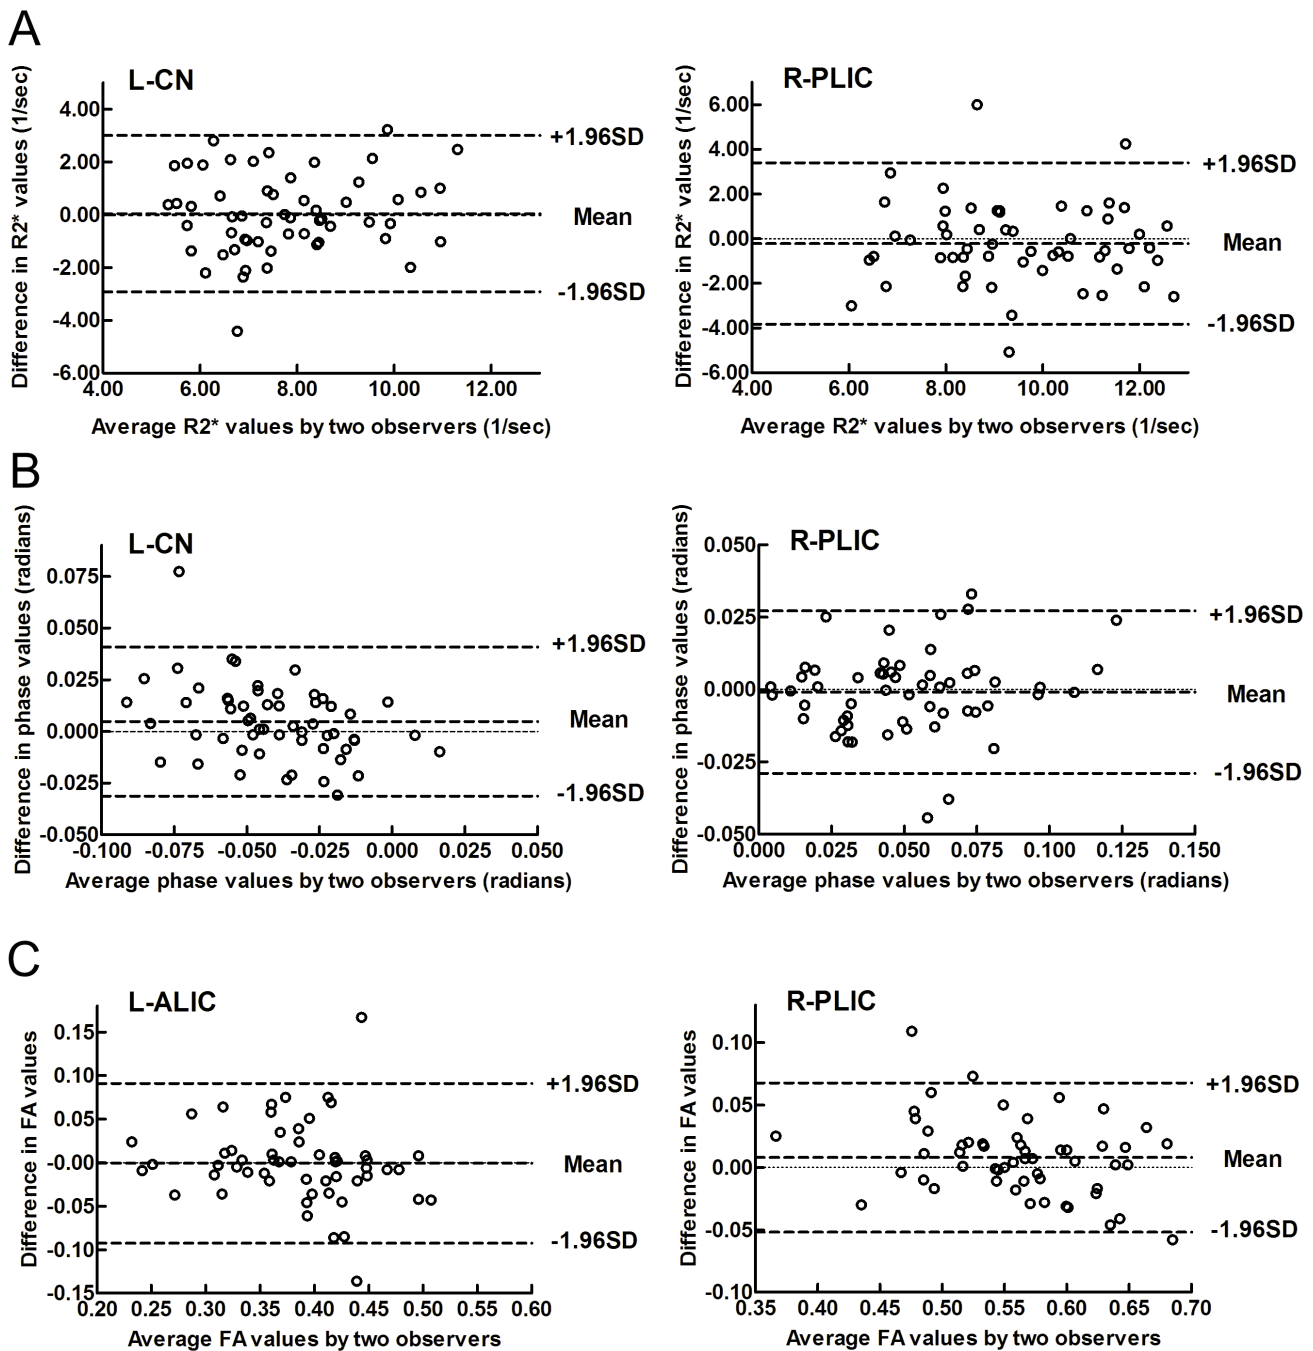 A
L-CN
Difference in R2* values (1/sec)
4.00
2.00
0.00
-2.00
-4.00
-6.00
+1.96SD
Mean
-1.96SD
4.00 6.00 8.00 10.00 12.00
Average R2* values by two observers (1/sec)
R-PLIC
Difference in R2* values (1/sec)
6.00
4.00
2.00
0.00
-2.00
-4.00
-6.00
+1.96SD
Mean
-1.96SD
4.00 6.00 8.00 10.00 12.00
Average R2* values by two observers (1/sec)
B
L-CN
Difference in phase values (radians)
0.075
0.050
0.025
0.000
-0.025
-0.050
+1.96SD
Mean
-1.96SD
-0.100 -0.075 -0.050 -0.025 0.000 0.025 0.050
Average phase values by two observers (radians)
R-PLIC
Difference in phase values (radians)
0.050
0.025
0.000
-0.025
-0.050
+1.96SD
Mean
-1.96SD
0.000 0.025 0.050 0.075 0.100 0.125 0.150
Average phase values by two observers (radians)
C
L-ALIC
Difference in FA values
0.15
0.10
0.05
-0.00
-0.05
-0.10
-0.15
+1.96SD
Mean
-1.96SD
0.20 0.25 0.30 0.35 0.40 0.45 0.50 0.55 0.60
Average FA values by two observers
R-PLIC
Difference in FA values
0.10
0.05
0.00
-0.05
-0.10
+1.96SD
Mean
-1.96SD
0.35 0.40 0.45 0.50 0.55 0.60 0.65 0.70
Average FA values by two observers